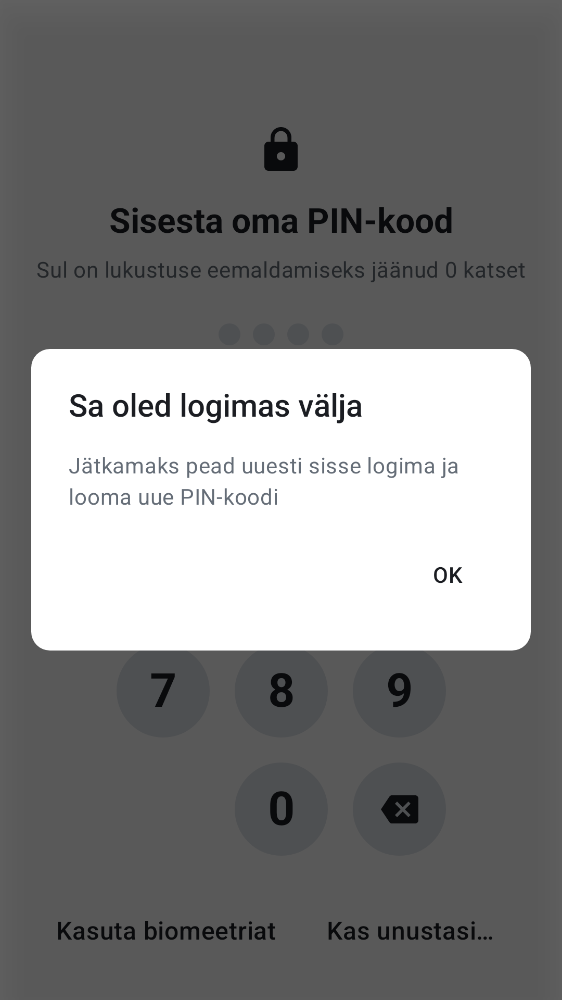 Sisesta oma PIN-kood
Sul on lukustuse eemaldamiseks jäänud 0 katset
Sa oled logimas välja
Jätkamaks pead uuesti sisse logima ja
looma uue PIN-koodi
OK
7 8 9
0
Kasuta biomeetriat Kas unustasi...